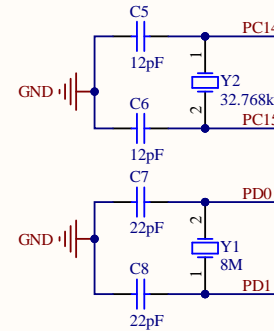 C5
PC14
12pF
1
GND
Y2
32.768k
2
C6
PC15
12pF
C7
PD0
22pF
2
GND
Y1
8M
1
C8
PD1
22pF